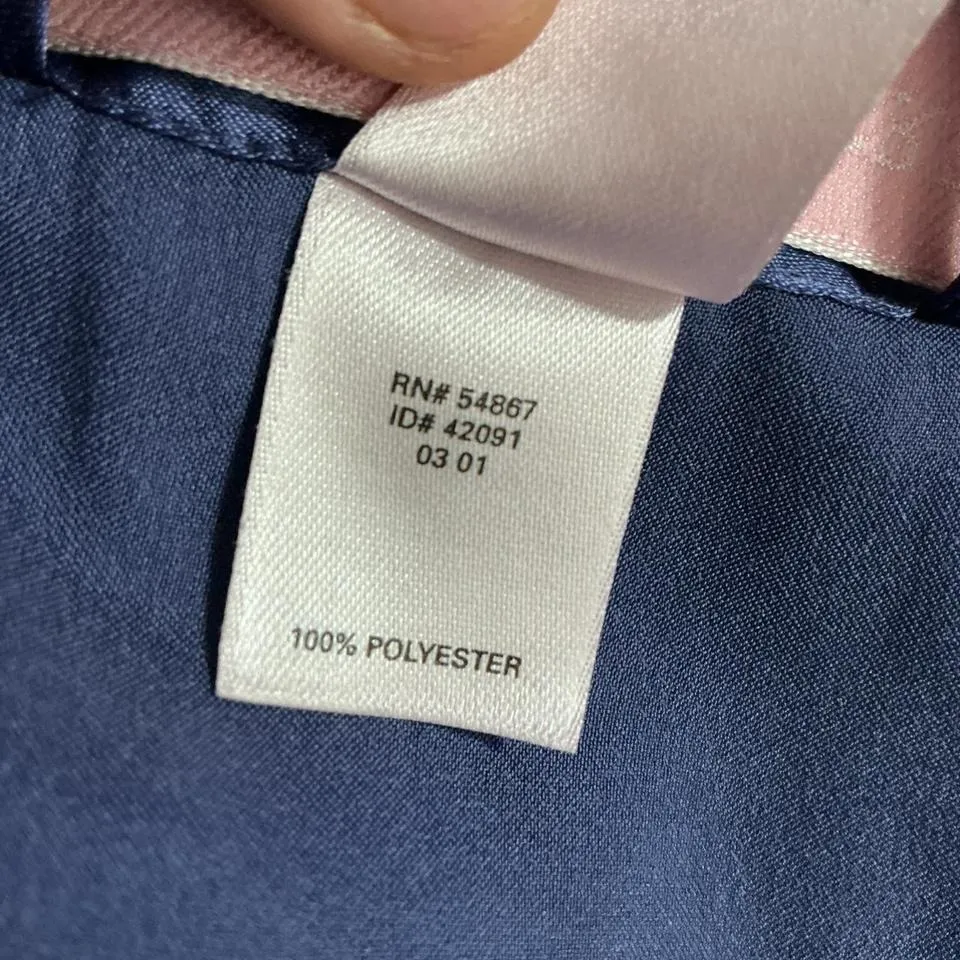 RN# 54867
ID# 42091
03 01
100% POLYESTER